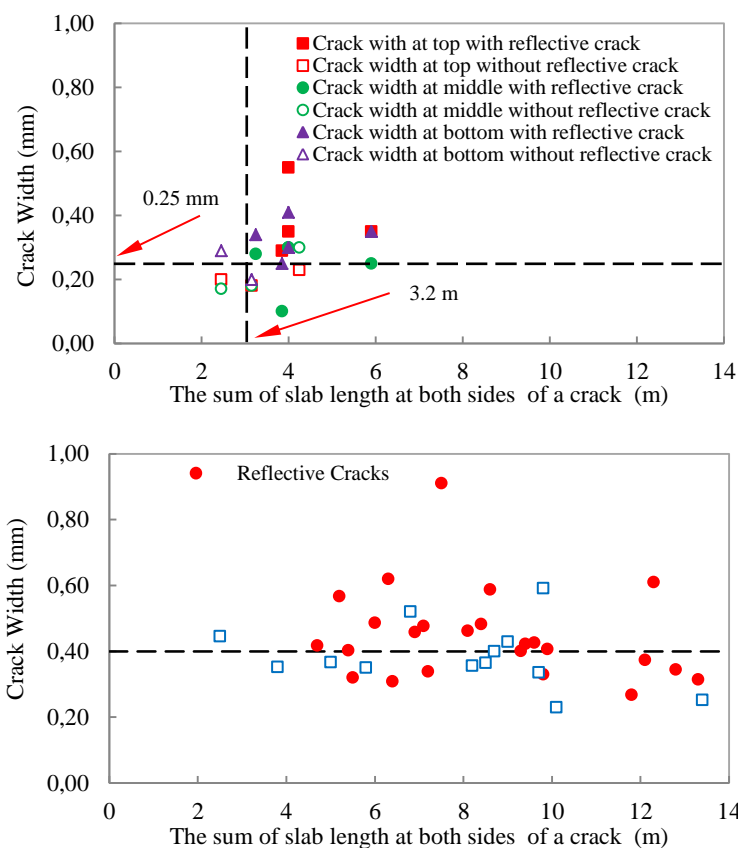 1,00
Crack with at top with reflective crack
Crack width at top without reflective crack
0,80
Crack width at middle with reflective crack
Crack width at middle without reflective crack
Crack width at bottom with reflective crack
0,60
Crack width at bottom without reflective crack
0.25 mm
0,40
Crack Width (mm)
0,20
3.2 m
0,00
0 2 4 6 8 10 12 14
The sum of slab length at both sides of a crack (m)
1,00
Reflective Cracks
0,80
0,60
Crack Width (mm)
0,40
0,20
0,00
0 2 4 6 8 10 12 14
The sum of slab length at both sides of a crack (m)